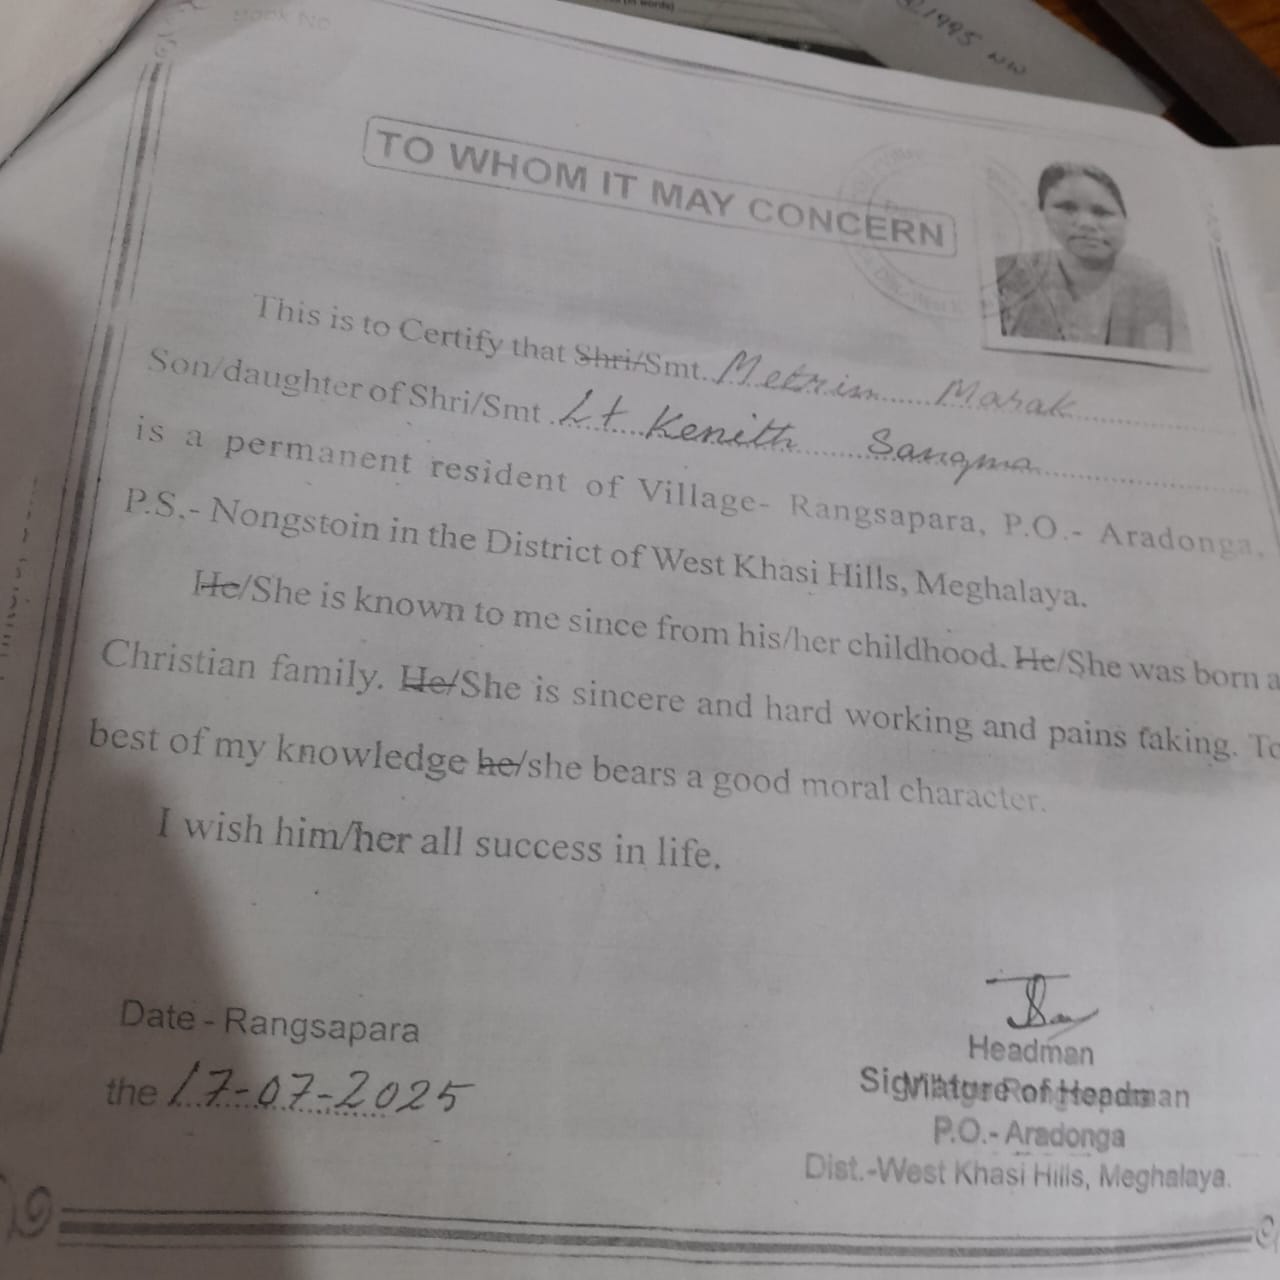 Book No
1995
TO WHOM IT MAY CONCERN
This is to Certify that Shri/Smt. Metrim Marak
Son/daughter of Shri/Smt Lt Kenith Sangma
is a permanent resident of Village- Rangsapara, P.O.- Aradonga,
P.S.- Nongstoin in the District of West Khasi Hills, Meghalaya.
He/She is known to me since from his/her childhood. He/She was born a
Christian family. He/She is sincere and hard working and pains taking. To
best of my knowledge he/she bears a good moral character.
I wish him/her all success in life.
Date - Rangsapara
the 17-07-2025
Headman
Signature of Headman
P.O.- Aradonga
Dist.-West Khasi Hills, Meghalaya.